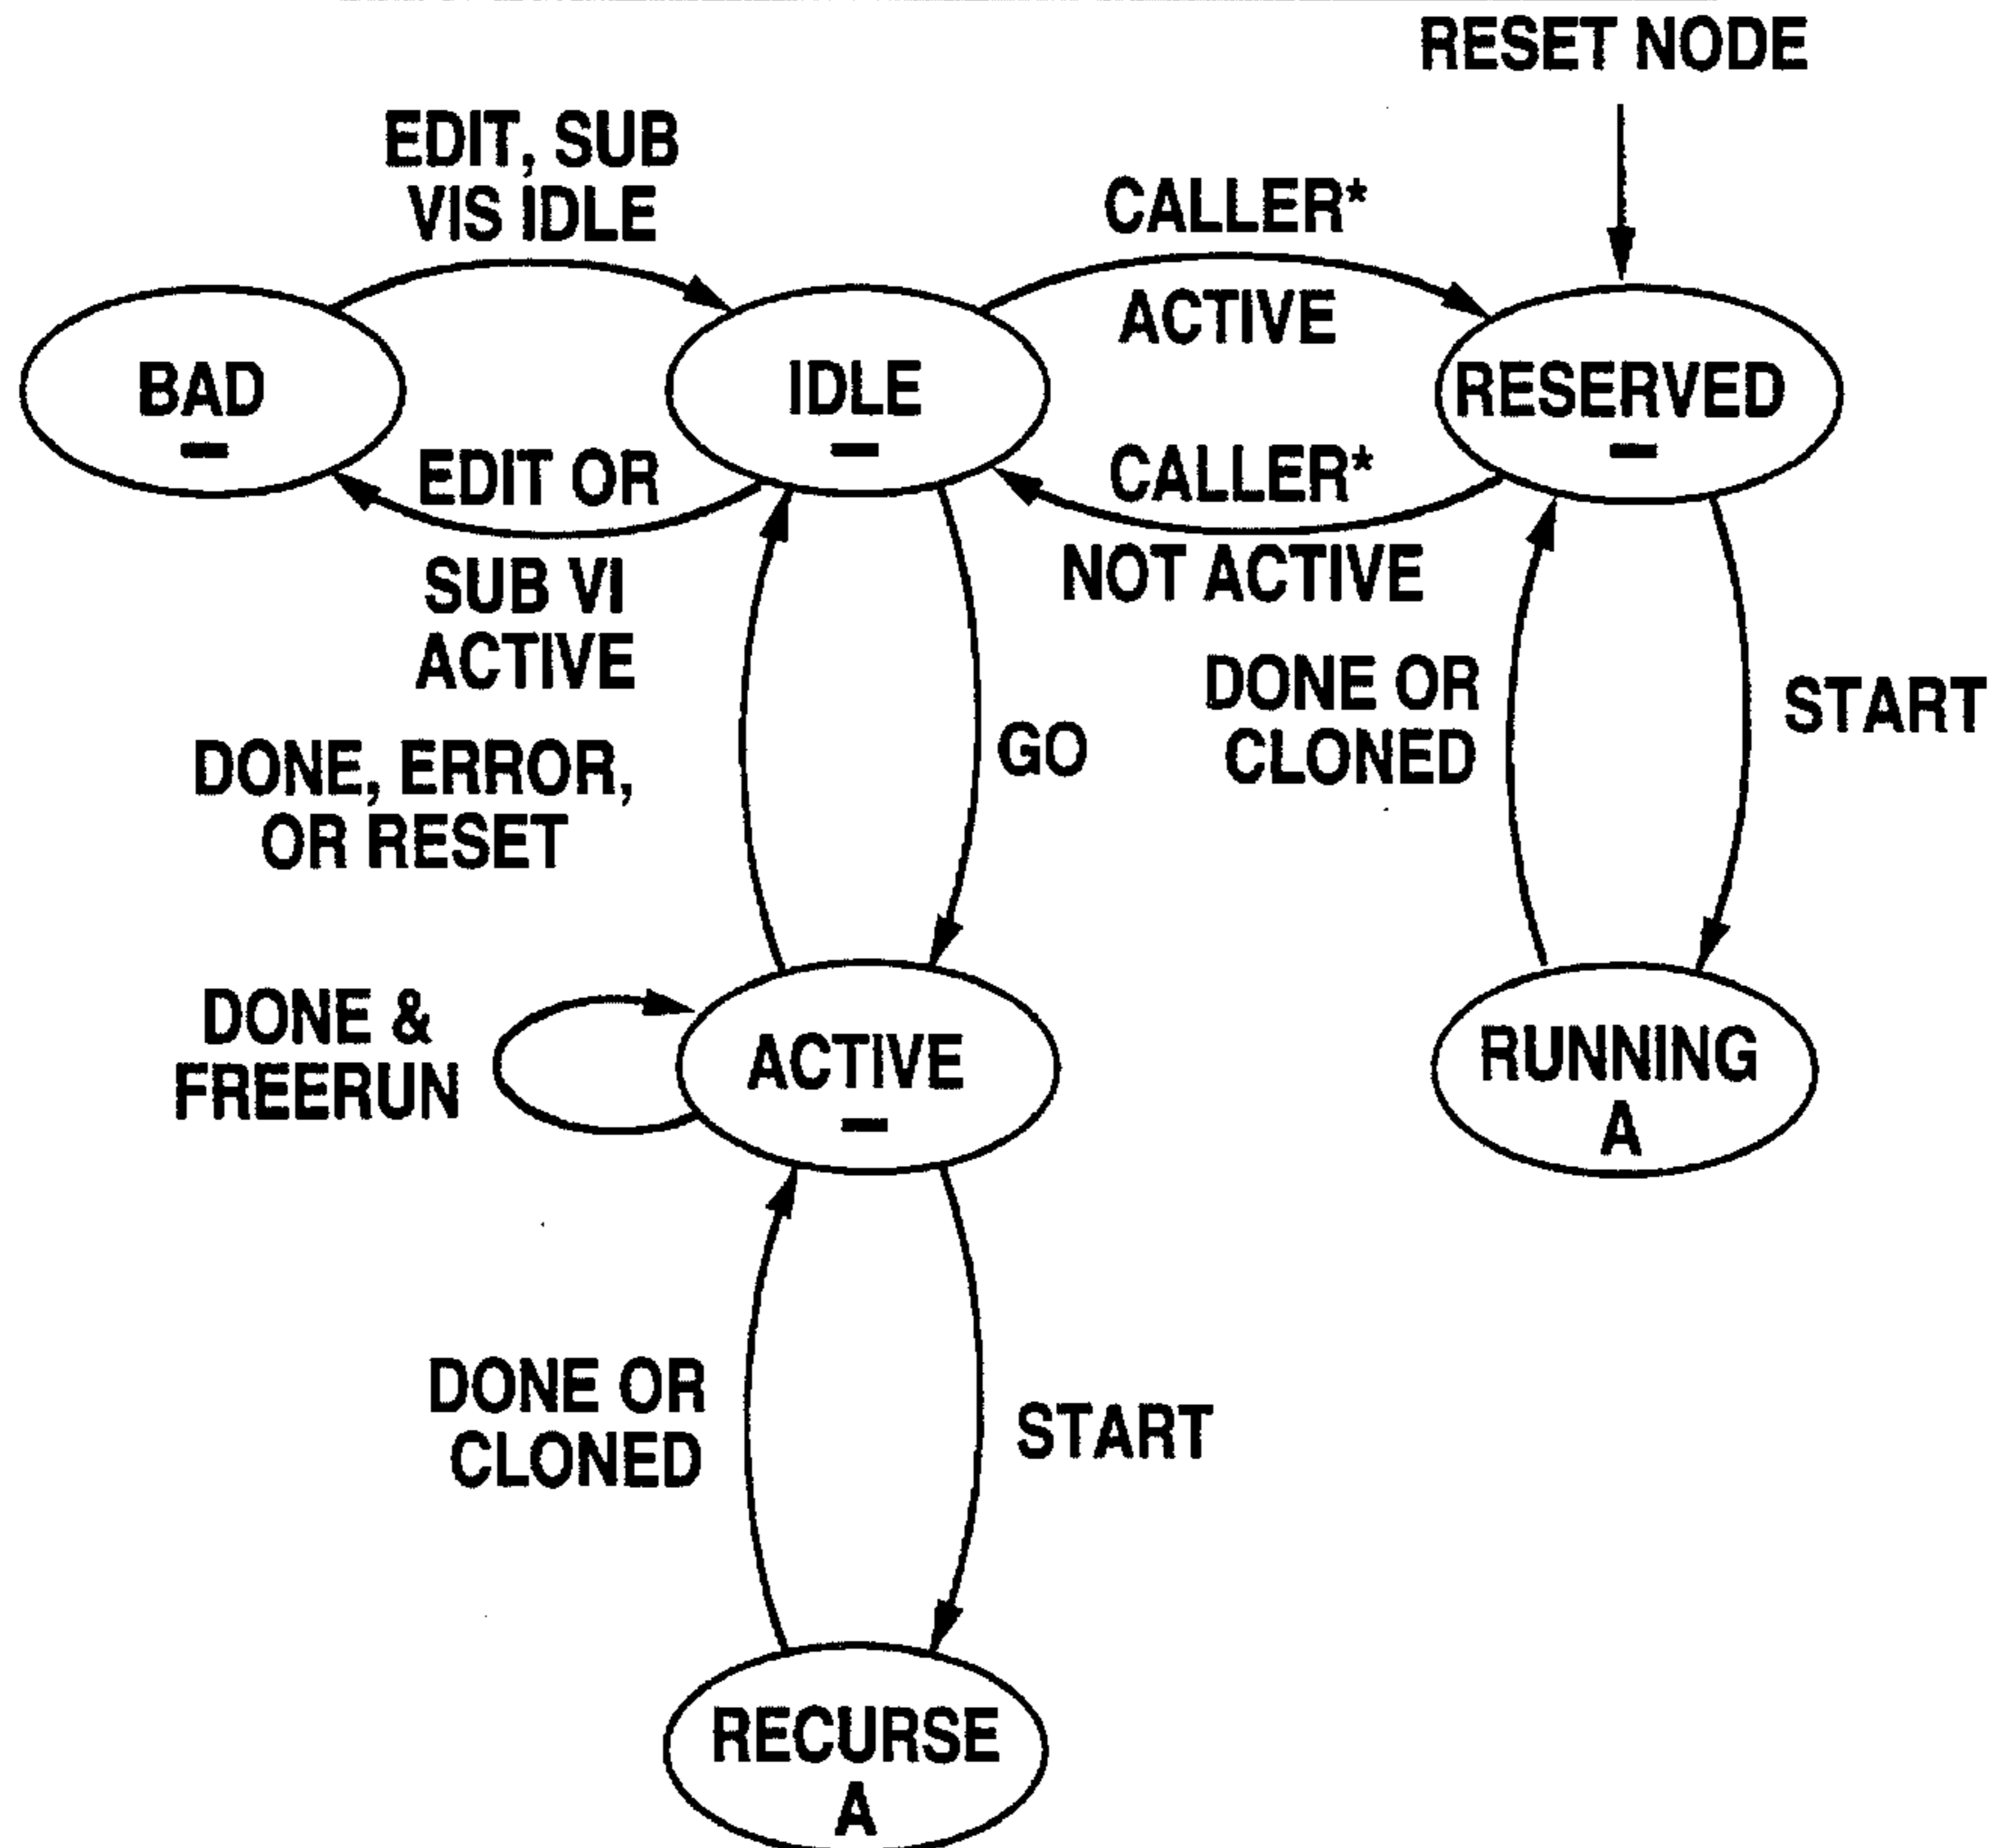 RESET NODE
EDIT, SUB
VIS IDLE
CALLER*
ACTIVE
BAD
–
IDLE
–
RESERVED
–
EDIT OR
SUB VI
ACTIVE
CALLER*
NOT ACTIVE
DONE, ERROR,
OR RESET
GO
DONE OR
CLONED
START
DONE &
FREERUN
ACTIVE
–
RUNNING
A
DONE OR
CLONED
START
RECURSE
A